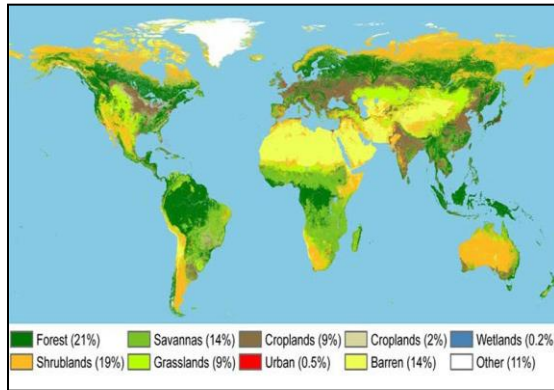 Forest (21%) Savannas (14%) Croplands (9%) Croplands (2%) Wetlands (0.2%
Shrublands (19%) Grasslands (9%) Urban (0.5%) Barren (14%) Other (11%)